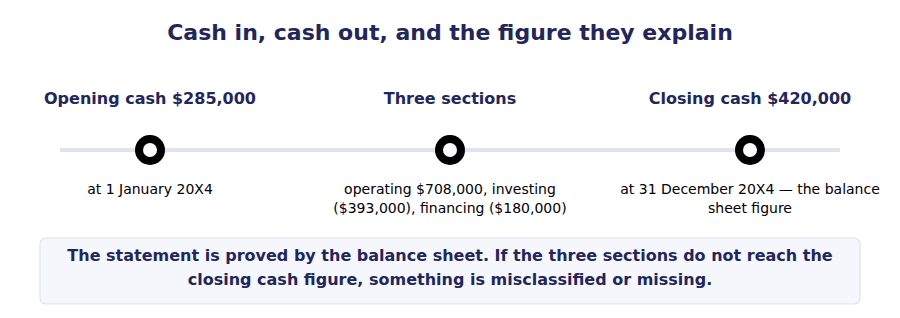 Cash in, cash out, and the figure they explain
Opening cash $285,000
Three sections
Closing cash $420,000
at 1 January 20X4
operating $708,000, investing
($393,000), financing ($180,000)
at 31 December 20X4 — the balance
sheet figure
The statement is proved by the balance sheet. If the three sections do not reach the
closing cash figure, something is misclassified or missing.